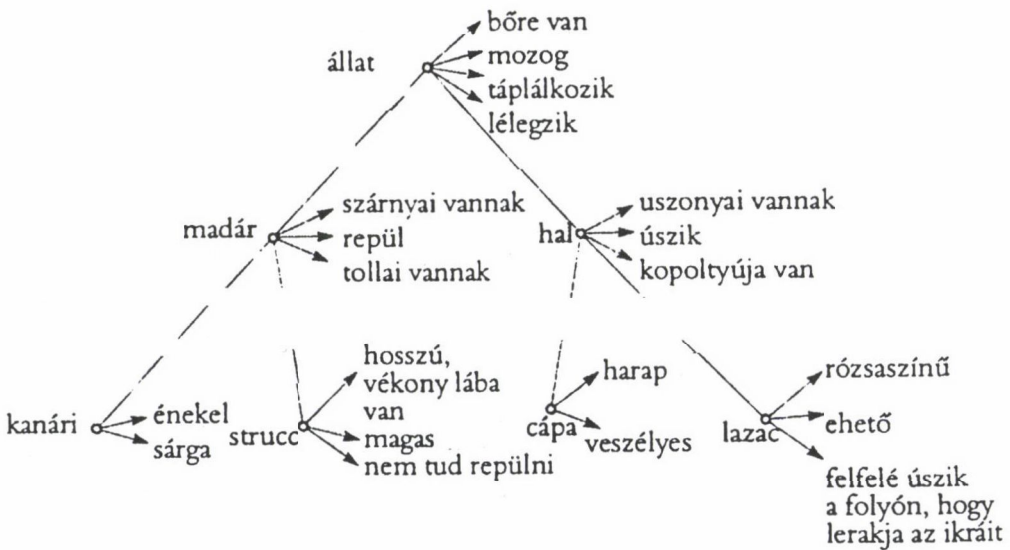 állat
bőre van
mozog
táplálkozik
lélegzik
madár
szárnyai vannak
repül
tollai vannak
hal
uszonyai vannak
úszik
kopoltyúja van
kanári
énekel
sárga
strucc
hosszú,
vékony lába
van
magas
nem tud repülni
cápa
harap
veszélyes
lazac
rózsaszínű
ehető
felfelé úszik
a folyón, hogy
lerakja az ikráit